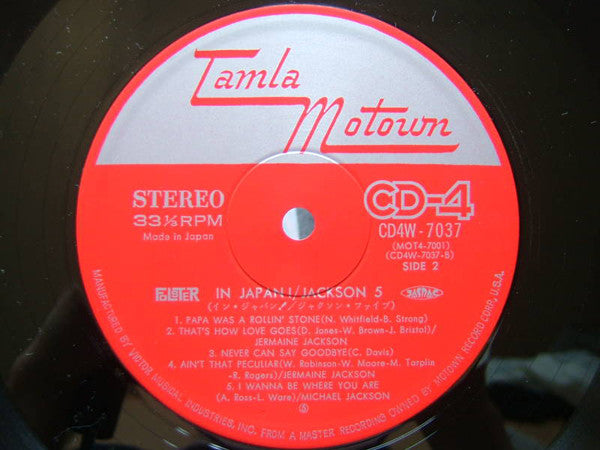 Tamla
Motown
STEREO
33⅓RPM
Made in Japan
CD-4
CD4W-7037
(MOT4-7001)
(CD4W-7037-B)
SIDE 2
IN JAPAN!/JACKSON 5
(イン・ジャパン!/ジャクソン・ファイブ)
1. PAPA WAS A ROLLIN' STONE(N. Whitfield-B. Strong)
2. THAT'S HOW LOVE GOES(D. Jones-W. Brown-J. Bristol)/
JERMAINE JACKSON
3. NEVER CAN SAY GOODBYE(C. Davis)
4. AIN'T THAT PECULIAR(W. Robinson-W. Moore-M. Tarplin
-R. Rogers)/JERMAINE JACKSON
5. I WANNA BE WHERE YOU ARE
(A. Ross-L. Ware)/MICHAEL JACKSON
Ⓢ
MANUFACTURED BY VICTOR MUSICAL INDUSTRIES, INC. FROM A MASTER RECORDING OWNED BY MOTOWN RECORD CORP., U.S.A.